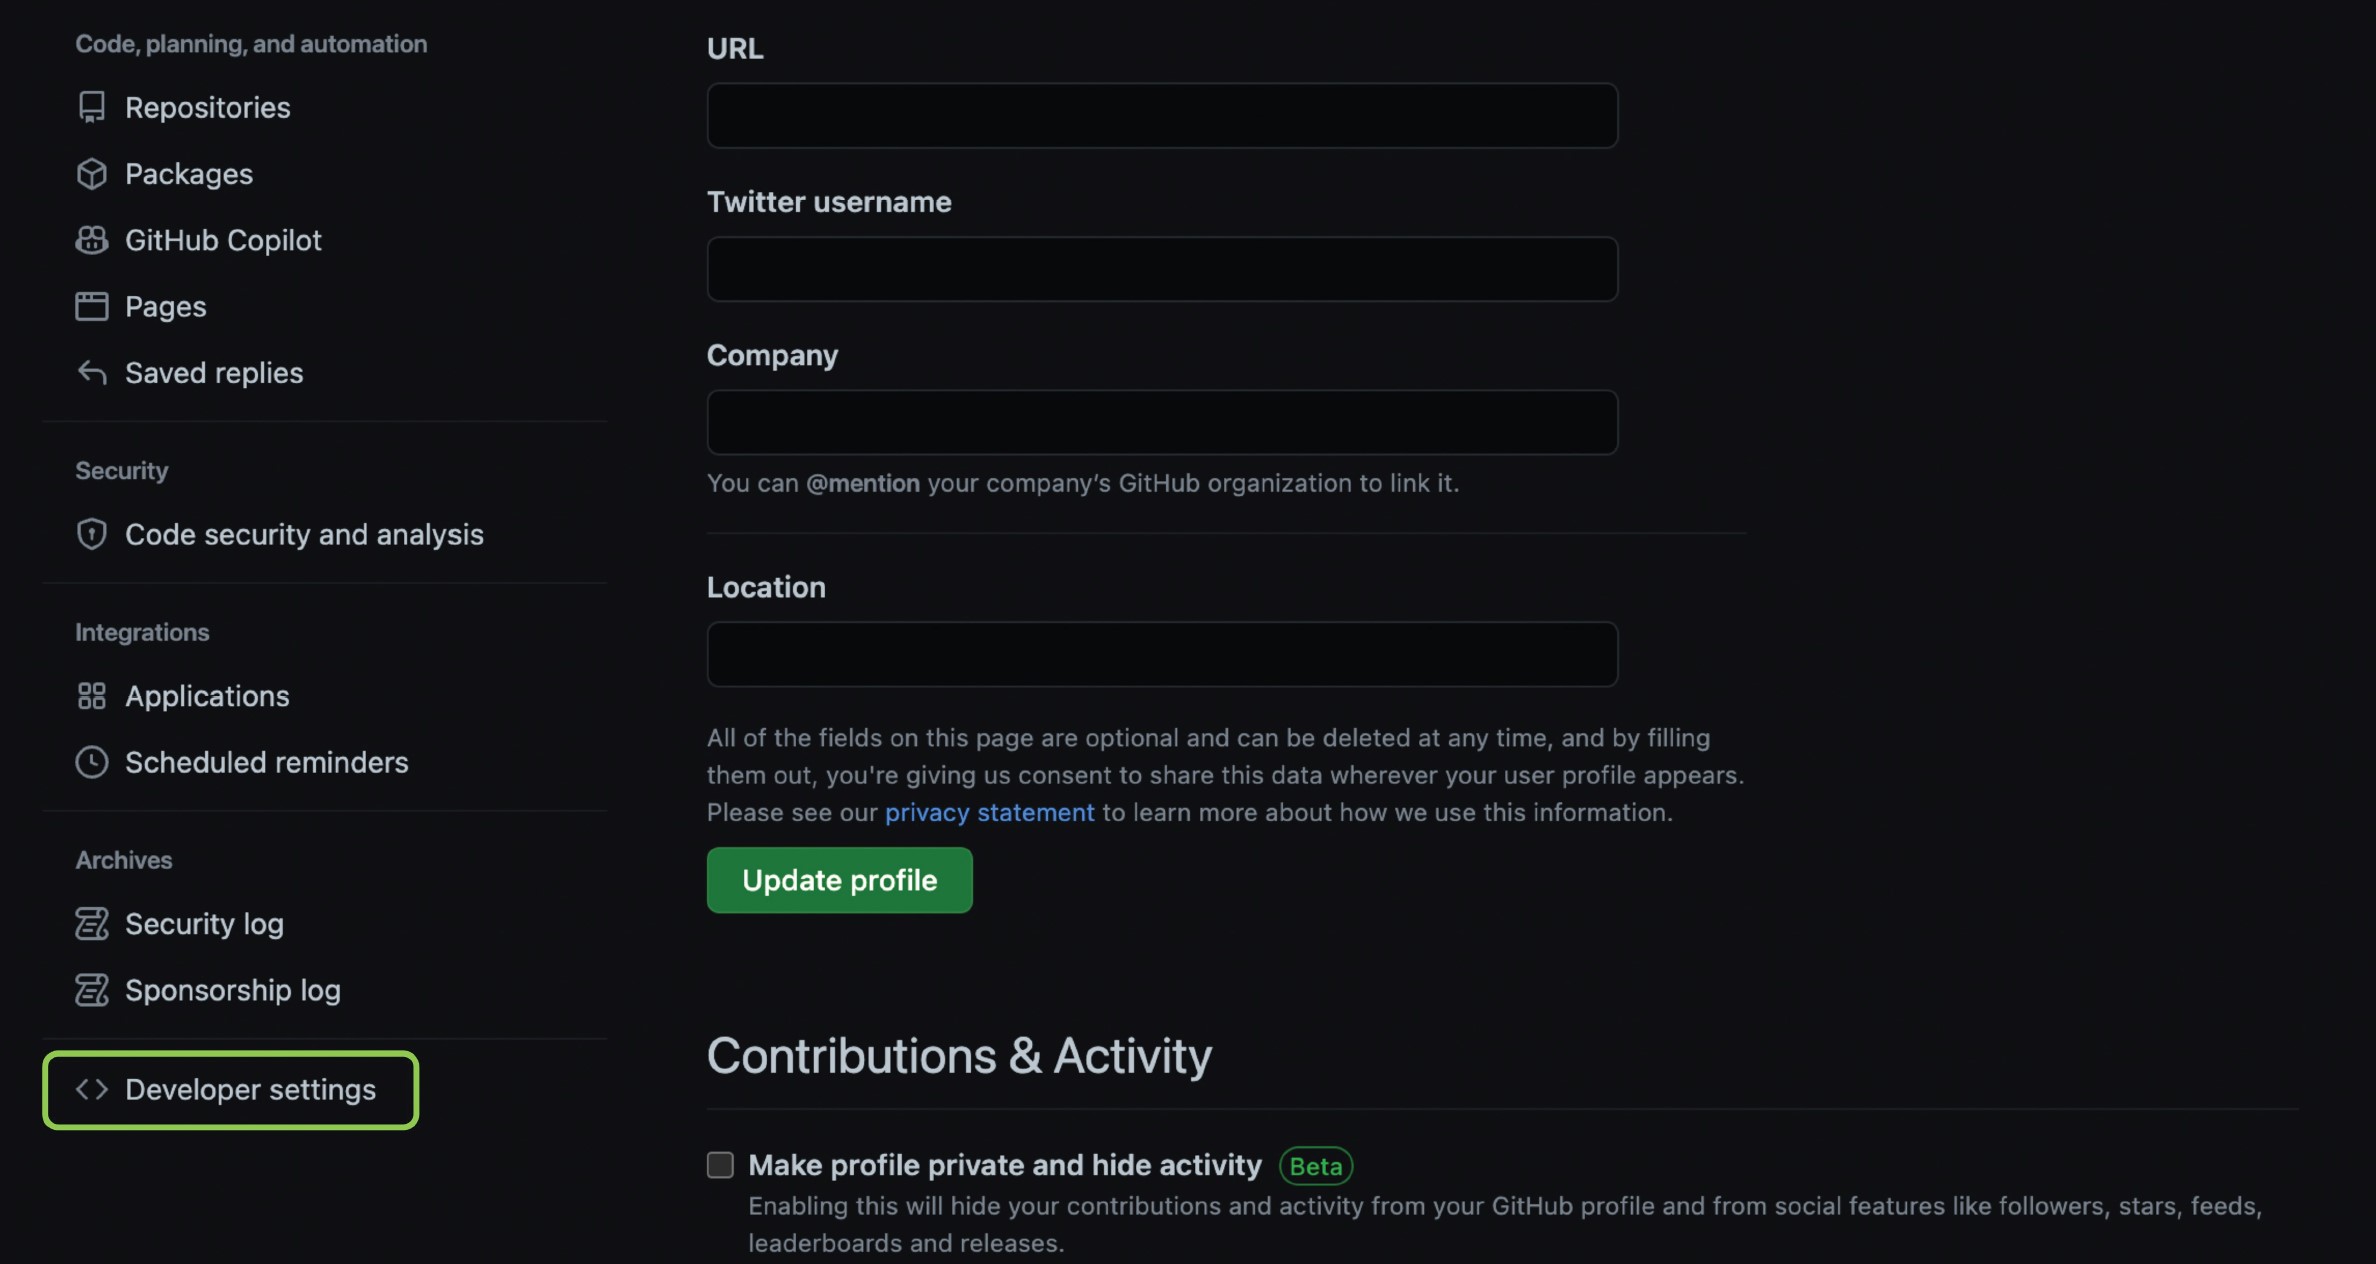 Code, planning, and automation
Repositories
Packages
GitHub Copilot
Pages
Saved replies
Security
Code security and analysis
Integrations
Applications
Scheduled reminders
Archives
Security log
Sponsorship log
Developer settings
URL
Twitter username
Company
You can @mention your company’s GitHub organization to link it.
Location
All of the fields on this page are optional and can be deleted at any time, and by filling
them out, you're giving us consent to share this data wherever your user profile appears.
Please see our privacy statement to learn more about how we use this information.
Update profile
Contributions & Activity
Make profile private and hide activity Beta
Enabling this will hide your contributions and activity from your GitHub profile and from social features like followers, stars, feeds,
leaderboards and releases.